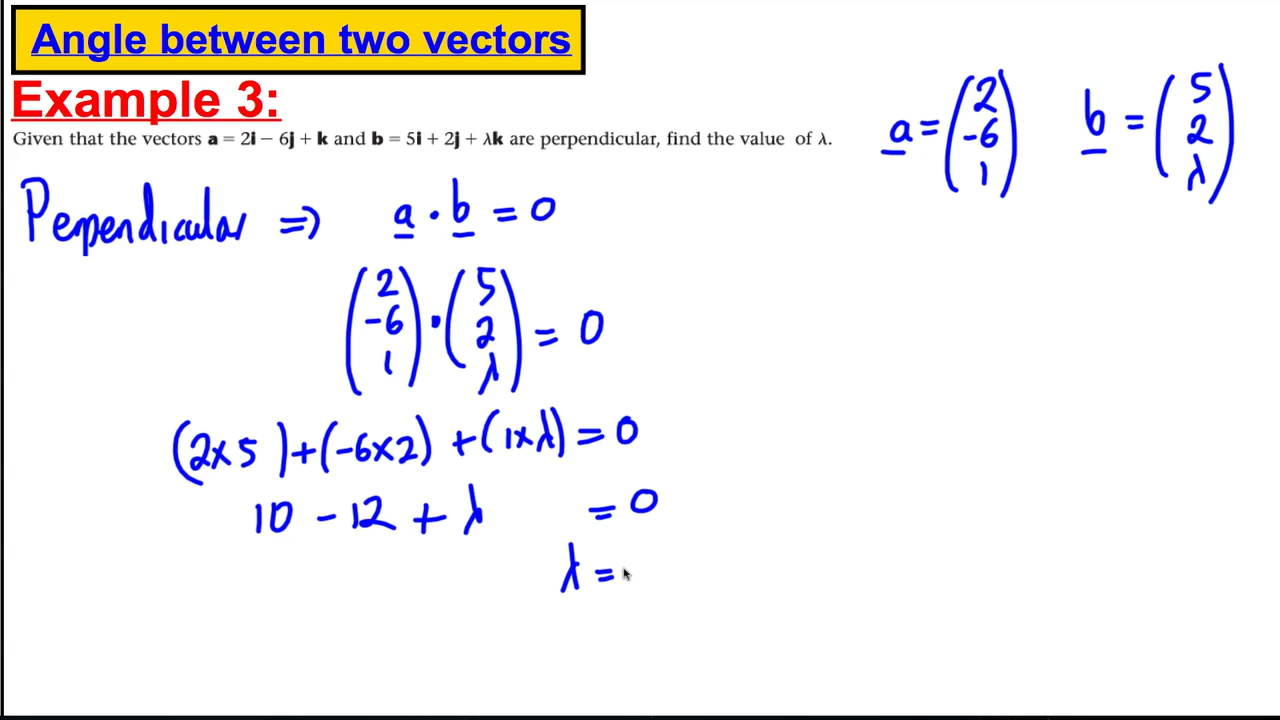 Angle between two vectors
Example 3:
Given that the vectors a = 2i − 6j + k and b = 5i + 2j + λk are perpendicular, find the value of λ.
a = (2 -6 1) b = (5 2 λ)
Perpendicular ⇒ a · b = 0
(2 -6 1) · (5 2 λ) = 0
(2×5)+(-6×2)+(1×λ)=0
10 - 12 + λ = 0
λ =